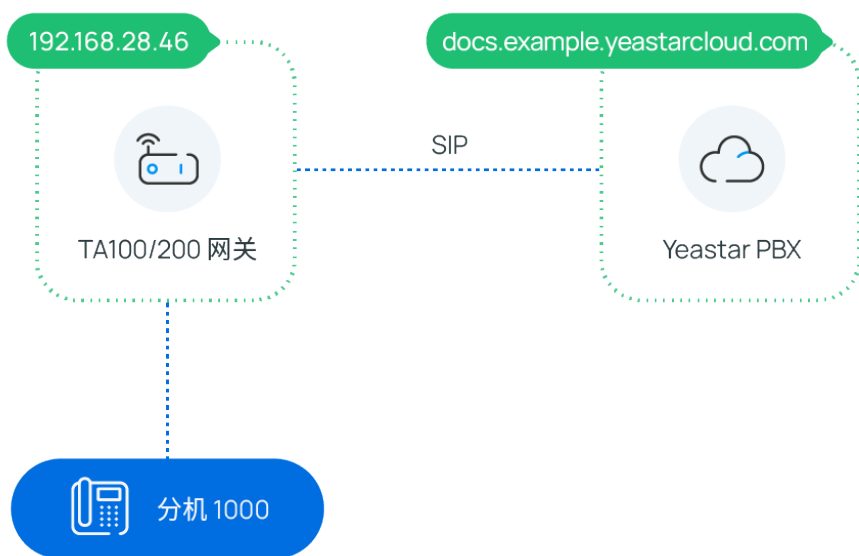 192.168.28.46
docs.example.yeastarcloud.com
SIP
TA100/200 网关
Yeastar PBX
分机 1000